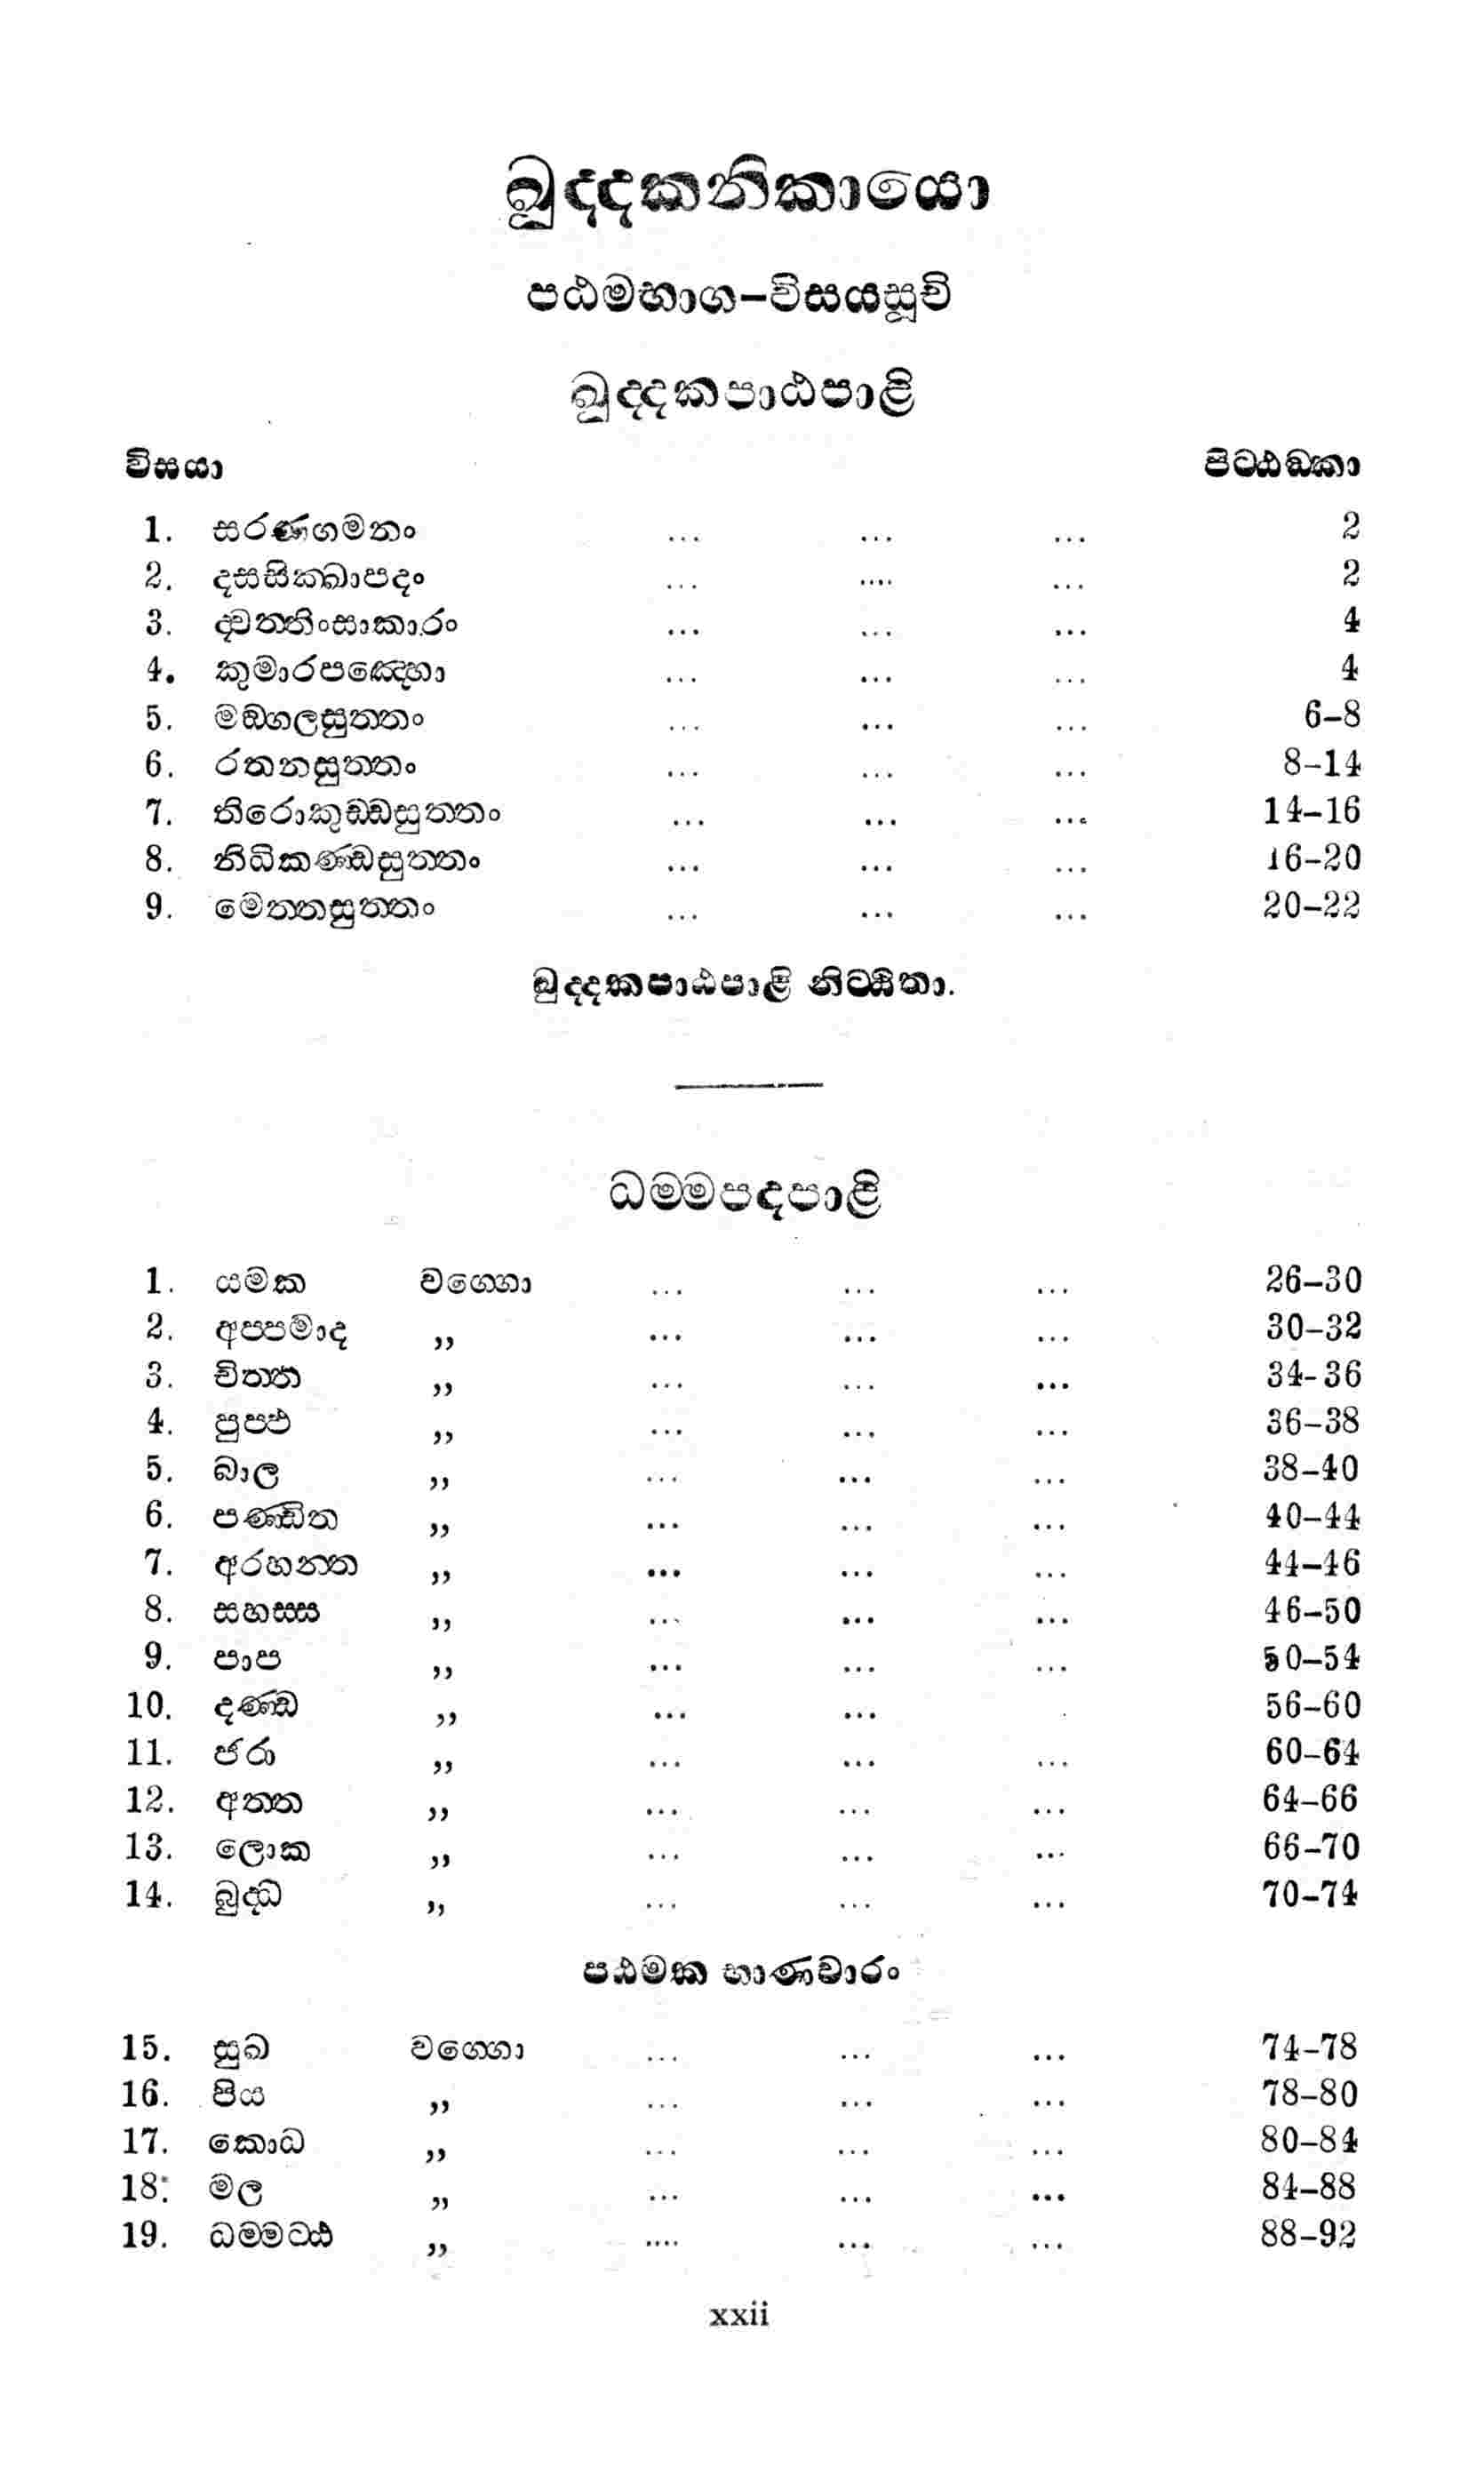 ඛුද්දකනිකායො
පඨමභාග-විසයසූචි
ඛුද්දකපාඨපාළි
විසයා පිට්ඨඞ්කා
1. සරණගමනං ... ... ... 2
2. දසසික්ඛාපදං ... .... ... 2
3. ද්වත්තිංසාකාරං ... ... ... 4
4. කුමාරපඤ්හො ... ... ... 4
5. මඞ්ගලසුත්තං ... ... ... 6-8
6. රතනසුත්තං ... ... ... 8-14
7. තිරොකුඩ්ඩසුත්තං ... ... ... 14-16
8. නිධිකණ්ඩසුත්තං ... ... ... 16-20
9. මෙත්තසුත්තං ... ... ... 20-22
ඛුද්දකපාඨපාළි නිට්ඨිතා.
ධම්මපදපාළි
1. යමක වග්ගො ... ... ... 26-30
2. අප්පමාද ,, ... ... ... 30-32
3. චිත්ත ,, ... ... ... 34-36
4. පුප්ඵ ,, ... ... ... 36-38
5. බාල ,, ... ... ... 38-40
6. පණ්ඩිත ,, ... ... ... 40-44
7. අරහන්ත ,, ... ... ... 44-46
8. සහස්ස ,, ... ... ... 46-50
9. පාප ,, ... ... ... 50-54
10. දණ්ඩ ,, ... ... 56-60
11. ජරා ,, ... ... ... 60-64
12. අත්ත ,, ... ... ... 64-66
13. ලොක ,, ... ... ... 66-70
14. බුද්ධ ,, ... ... ... 70-74
පඨමක භාණවාරං
15. සුඛ වග්ගො ... ... ... 74-78
16. පිය ,, ... ... ... 78-80
17. කොධ ,, ... ... ... 80-84
18. මල ,, ... ... ... 84-88
19. ධම්මට්ඨ ,, .... ... ... 88-92
xxii